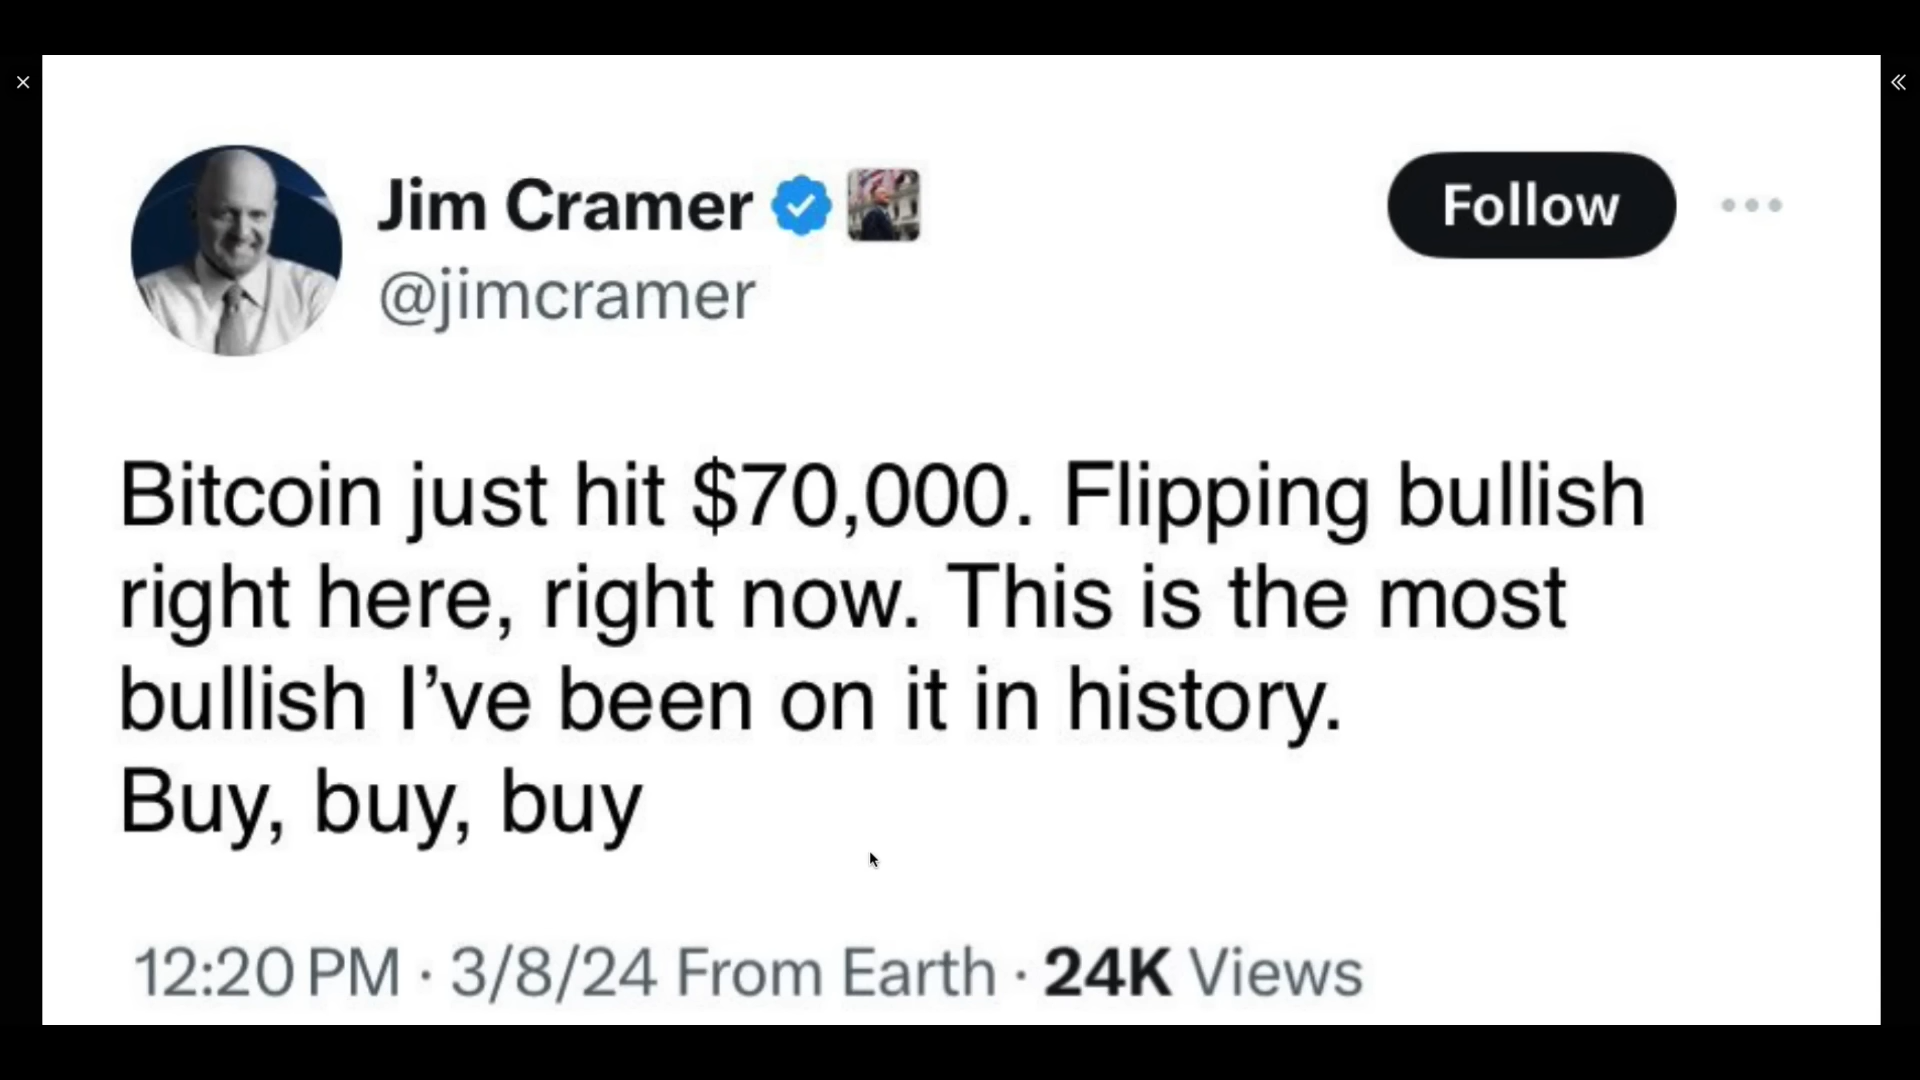 Jim Cramer
Follow
@jimcramer
Bitcoin just hit $70,000. Flipping bullish
right here, right now. This is the most
bullish I’ve been on it in history.
Buy, buy, buy
12:20 PM · 3/8/24 From Earth · 24K Views